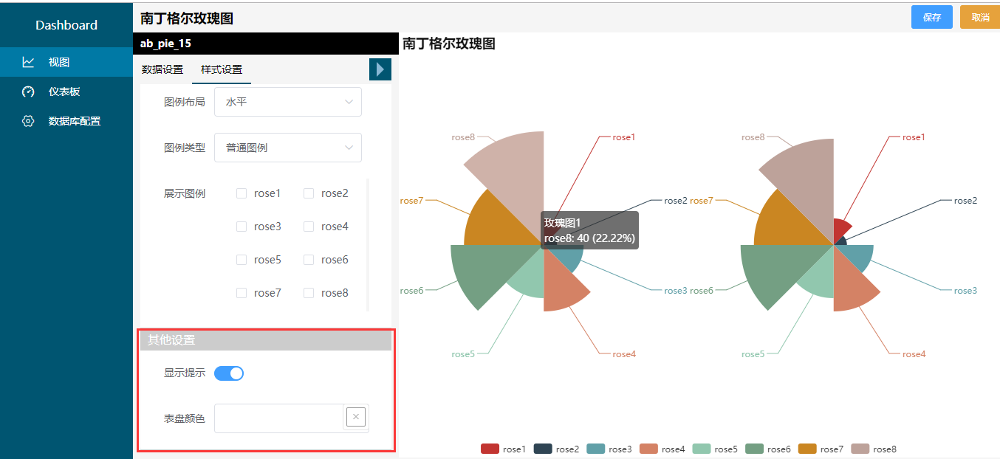 Dashboard
视图
仪表板
数据库配置
南丁格尔玫瑰图
保存
取消
ab_pie_15
数据设置
样式设置
图例布局
水平
图例类型
普通图例
展示图例
rose1
rose2
rose3
rose4
rose5
rose6
rose7
rose8
其他设置
显示提示
表盘颜色
南丁格尔玫瑰图
rose8
rose1
rose7
rose2
玫瑰图1
rose8: 40 (22.22%)
rose6
rose3
rose5
rose4
rose8
rose1
rose7
rose2
rose6
rose3
rose5
rose4
rose1
rose2
rose3
rose4
rose5
rose6
rose7
rose8